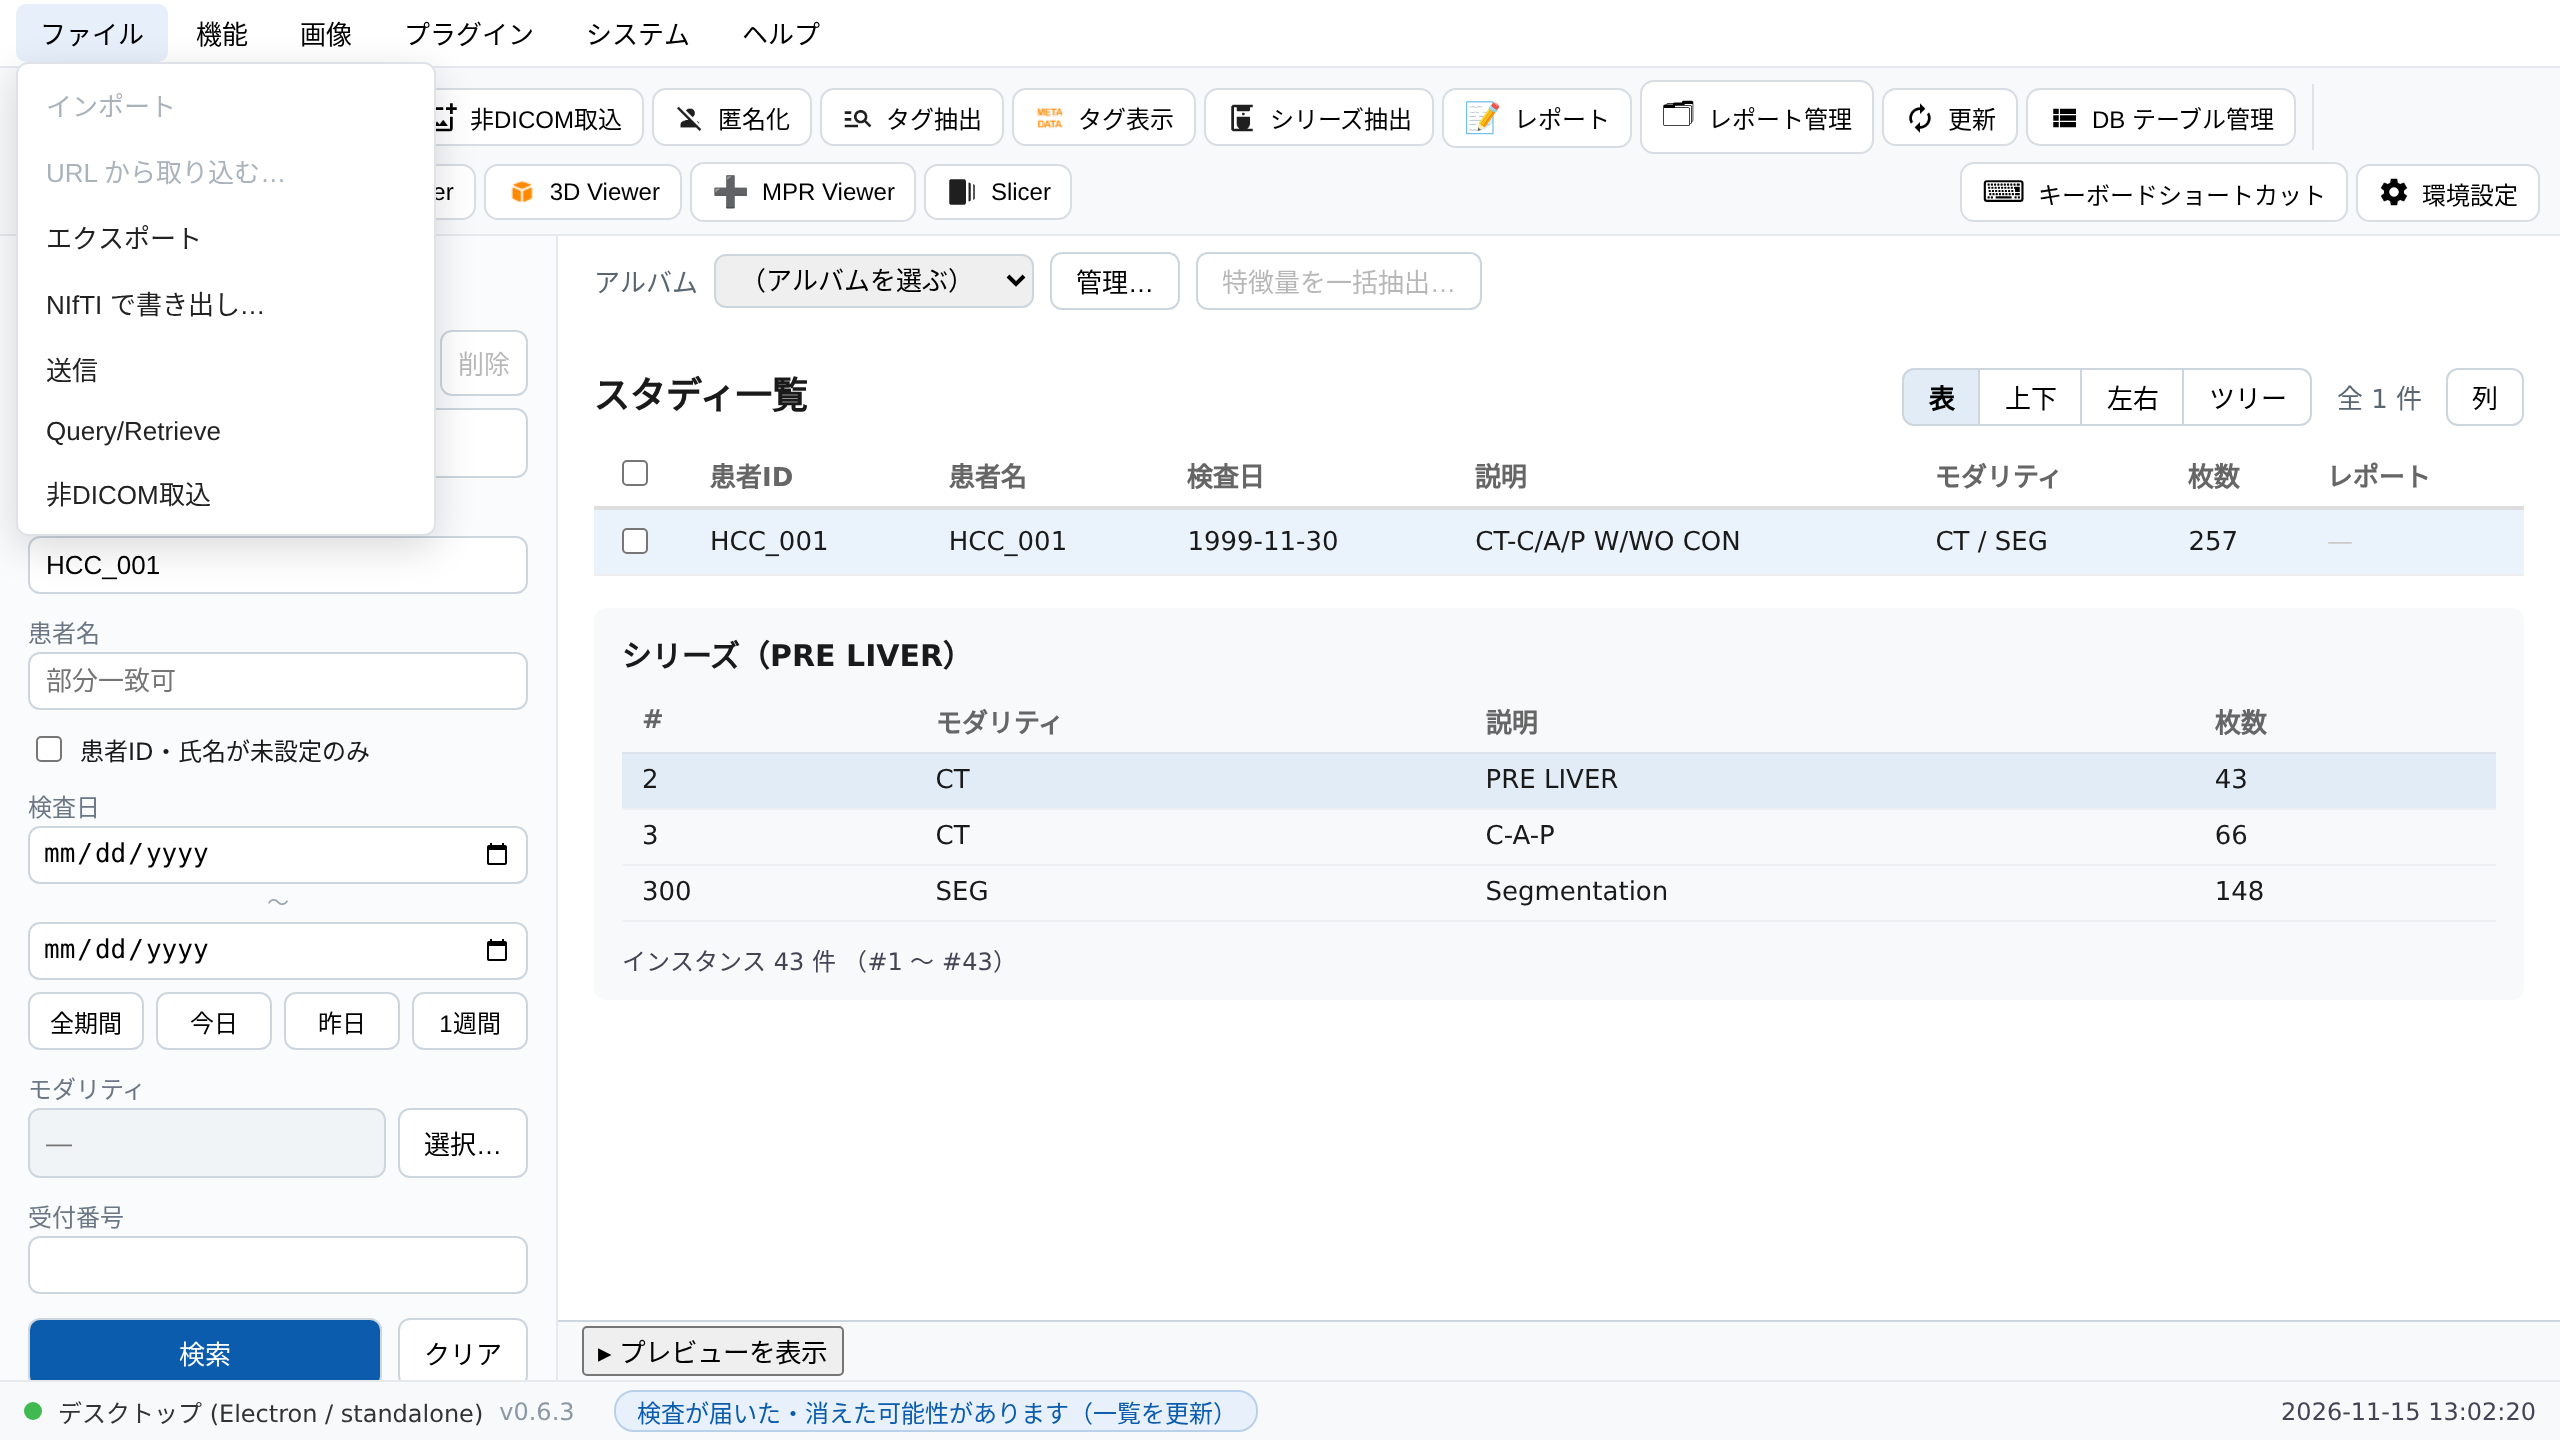 ファイル 機能 画像 プラグイン システム ヘルプ
インポート
URL から取り込む…
エクスポート
NIfTI で書き出し…
送信
Query/Retrieve
非DICOM取込
非DICOM取込 匿名化 タグ抽出 META DATA タグ表示 シリーズ抽出 レポート レポート管理 更新 DB テーブル管理
er 3D Viewer MPR Viewer Slicer キーボードショートカット 環境設定
削除
HCC_001
患者名
部分一致可
患者ID・氏名が未設定のみ
検査日
mm/dd/yyyy
～
mm/dd/yyyy
全期間 今日 昨日 1週間
モダリティ
— 選択…
受付番号
検索 クリア
アルバム （アルバムを選ぶ） 管理… 特徴量を一括抽出…
スタディ一覧 表 上下 左右 ツリー 全 1 件 列
患者ID 患者名 検査日 説明 モダリティ 枚数 レポート
HCC_001 HCC_001 1999-11-30 CT-C/A/P W/WO CON CT / SEG 257 —
シリーズ（PRE LIVER）
# モダリティ 説明 枚数
2 CT PRE LIVER 43
3 CT C-A-P 66
300 SEG Segmentation 148
インスタンス 43 件 （#1 ～ #43）
▸ プレビューを表示
デスクトップ (Electron / standalone) v0.6.3 検査が届いた・消えた可能性があります（一覧を更新） 2026-11-15 13:02:20